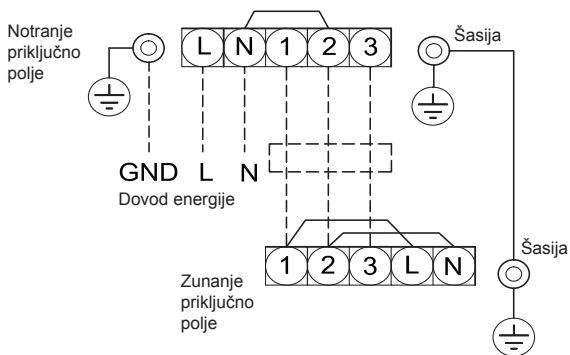 Notranje
priključno
polje
L N 1 2 3
Šasija
GND L N
Dovod energije
1 2 3 L N
Šasija
Zunanje
priključno
polje